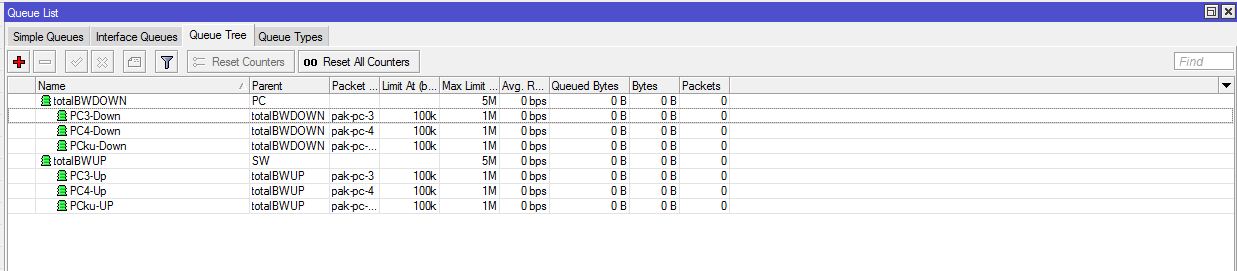 Queue List
Simple Queues Interface Queues Queue Tree Queue Types
Reset Counters 00 Reset All Counters Find
Name Parent Packet ... Limit At (b... Max Limit ... Avg. R... Queued Bytes Bytes Packets
totalBWDOWN PC 5M 0 bps 0 B 0 B 0
PC3-Down totalBWDOWN pak-pc-3 100k 1M 0 bps 0 B 0 B 0
PC4-Down totalBWDOWN pak-pc-4 100k 1M 0 bps 0 B 0 B 0
PCku-Down totalBWDOWN pak-pc-... 100k 1M 0 bps 0 B 0 B 0
totalBWUP SW 5M 0 bps 0 B 0 B 0
PC3-Up totalBWUP pak-pc-3 100k 1M 0 bps 0 B 0 B 0
PC4-Up totalBWUP pak-pc-4 100k 1M 0 bps 0 B 0 B 0
PCku-UP totalBWUP pak-pc-... 100k 1M 0 bps 0 B 0 B 0